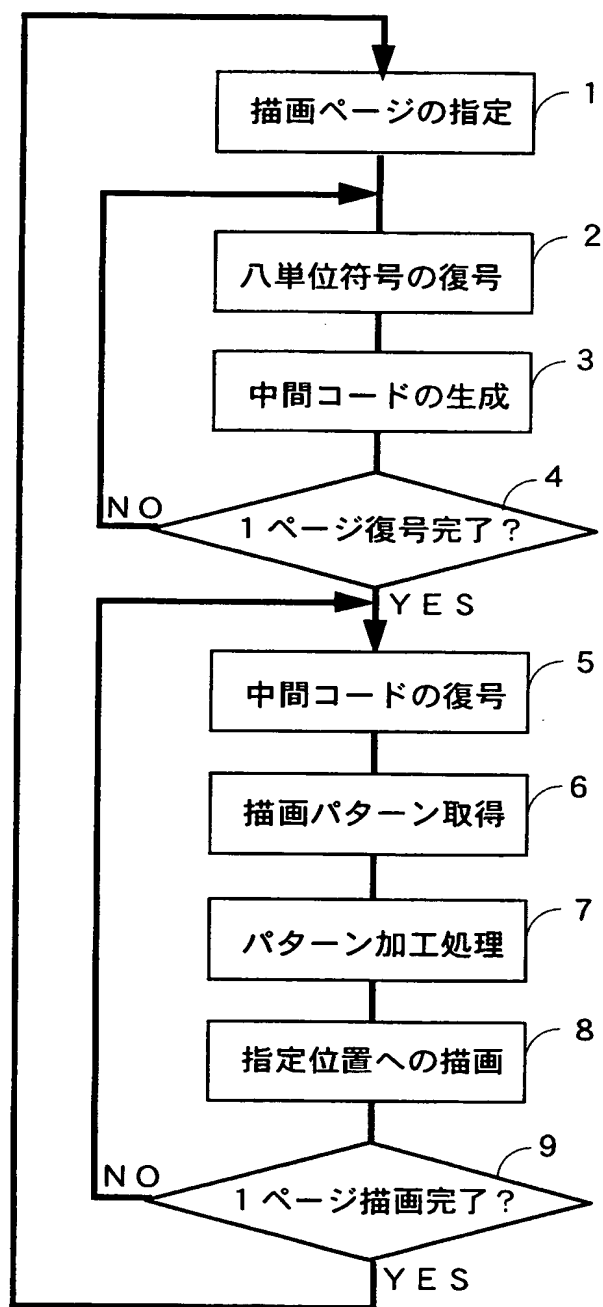 描画ページの指定
1
八単位符号の復号
2
中間コードの生成
3
1ページ復号完了？
4
NO
YES
中間コードの復号
5
描画パターン取得
6
パターン加工処理
7
指定位置への描画
8
1ページ描画完了？
9
NO
YES